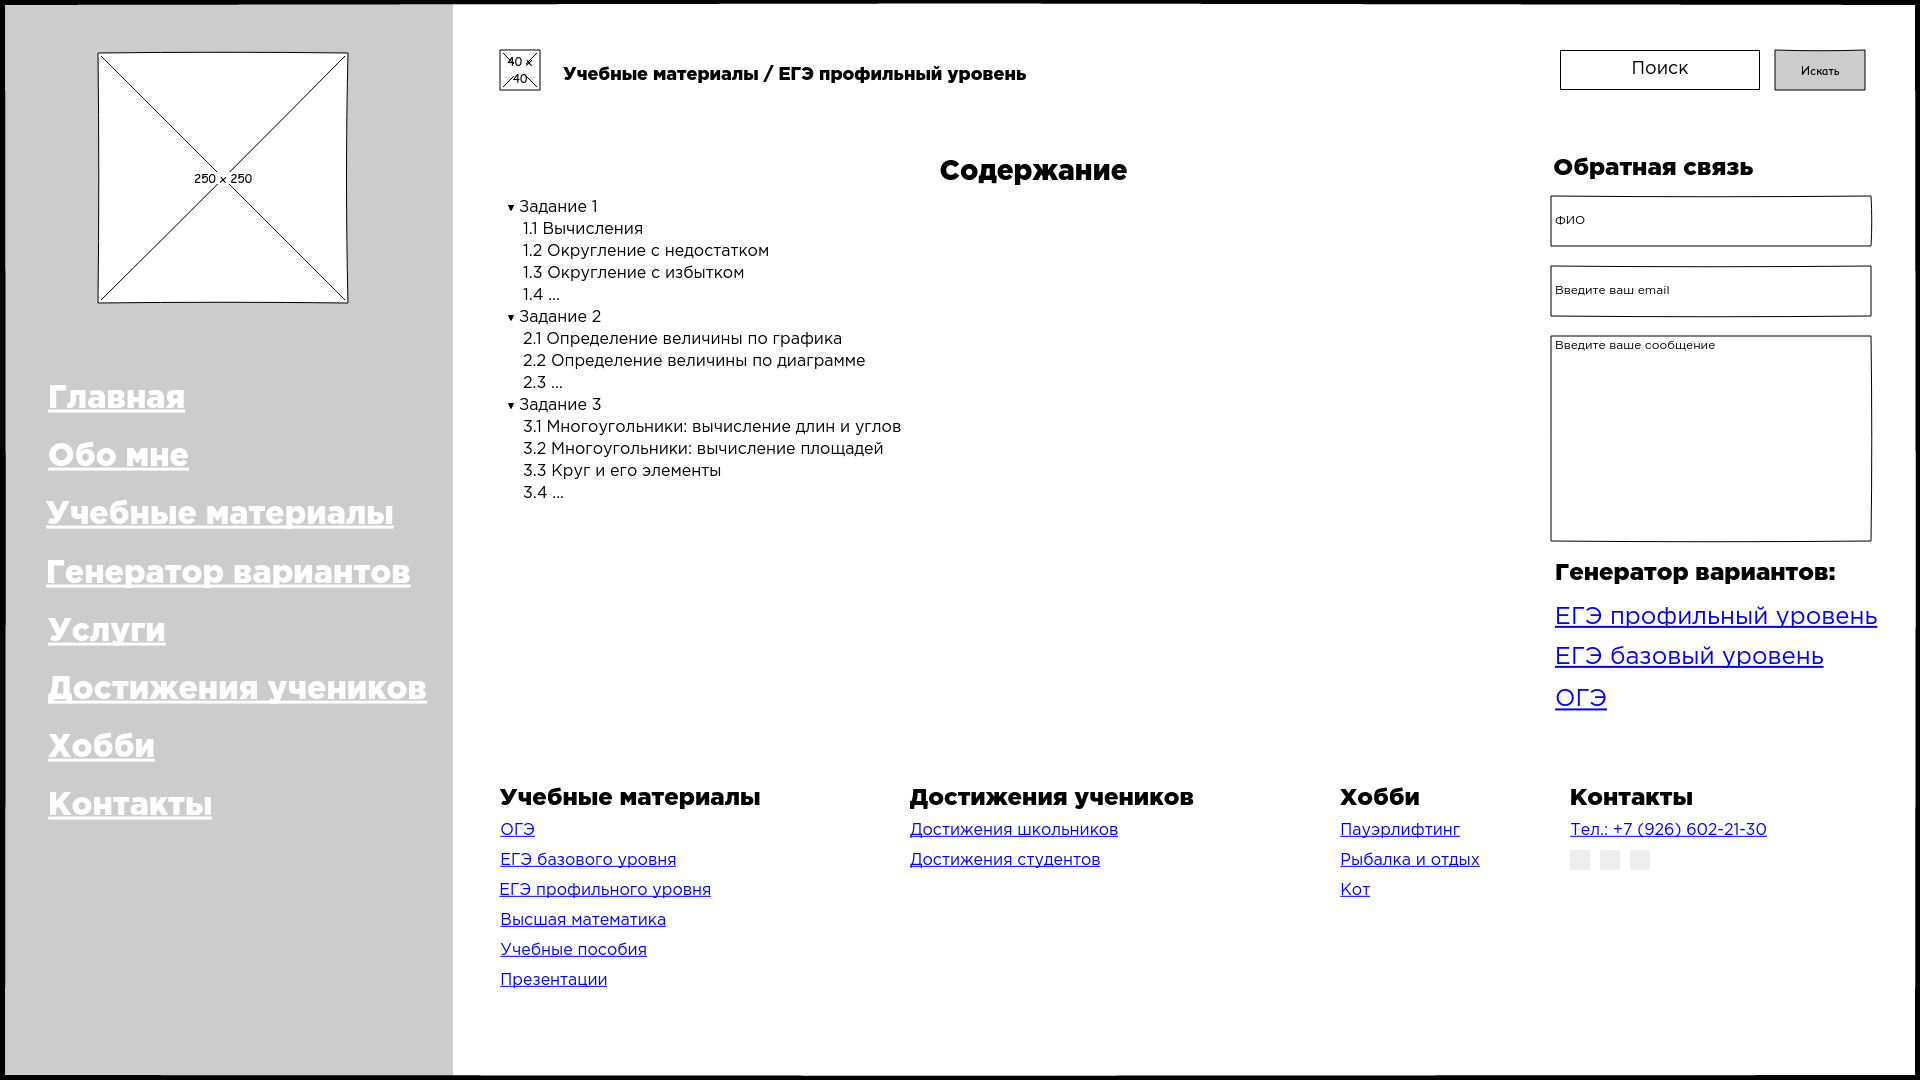 250 x 250
Главная
Обо мне
Учебные материалы
Генератор вариантов
Услуги
Достижения учеников
Хобби
Контакты
40 x
40
Учебные материалы / ЕГЭ профильный уровень
Поиск
Искать
Содержание
▾ Задание 1
1.1 Вычисления
1.2 Округление с недостатком
1.3 Округление с избытком
1.4 ...
▾ Задание 2
2.1 Определение величины по графика
2.2 Определение величины по диаграмме
2.3 ...
▾ Задание 3
3.1 Многоугольники: вычисление длин и углов
3.2 Многоугольники: вычисление площадей
3.3 Круг и его элементы
3.4 ...
Обратная связь
ФИО
Введите ваш email
Введите ваше сообщение
Генератор вариантов:
ЕГЭ профильный уровень
ЕГЭ базовый уровень
ОГЭ
Учебные материалы
ОГЭ
ЕГЭ базового уровня
ЕГЭ профильного уровня
Высшая математика
Учебные пособия
Презентации
Достижения учеников
Достижения школьников
Достижения студентов
Хобби
Пауэрлифтинг
Рыбалка и отдых
Кот
Контакты
Тел.: +7 (926) 602-21-30